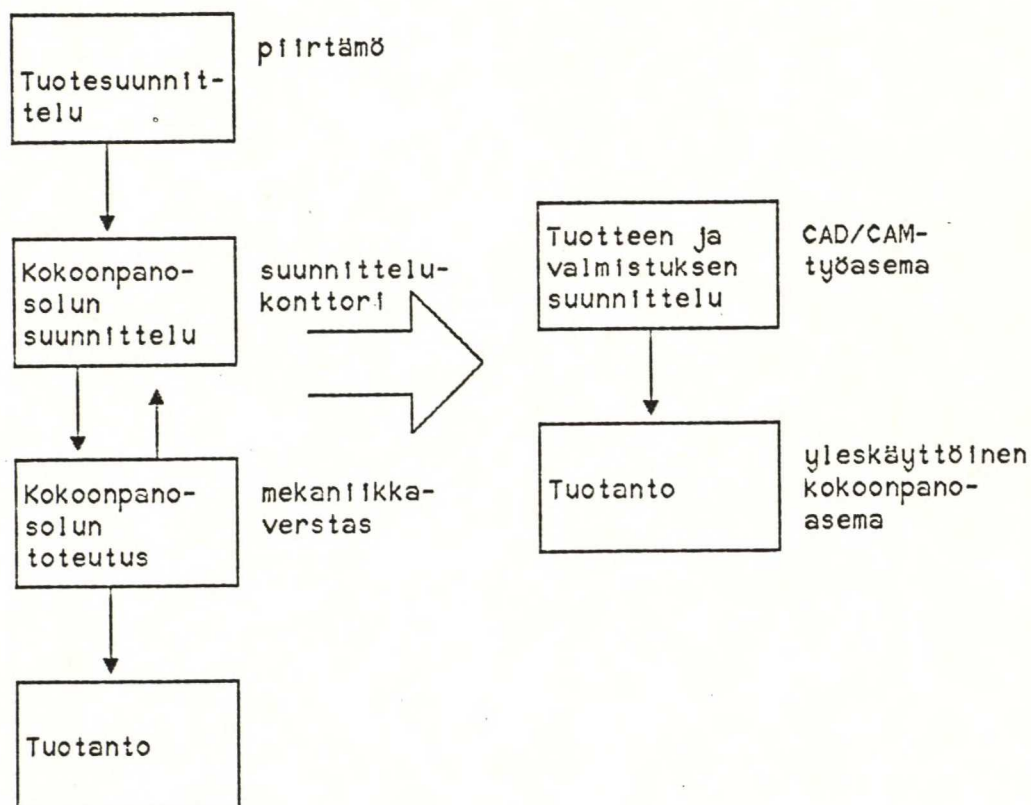 Tuotesuunnit-
telu
piirtämö
Kokoonpano-
solun
suunnittelu
suunnittelu-
konttori
Kokoonpano-
solun
toteutus
mekaniikka-
verstas
Tuotanto
Tuotteen ja
valmistuksen
suunnittelu
CAD/CAM-
työasema
Tuotanto
yleskäyttöinen
kokoonpano-
asema